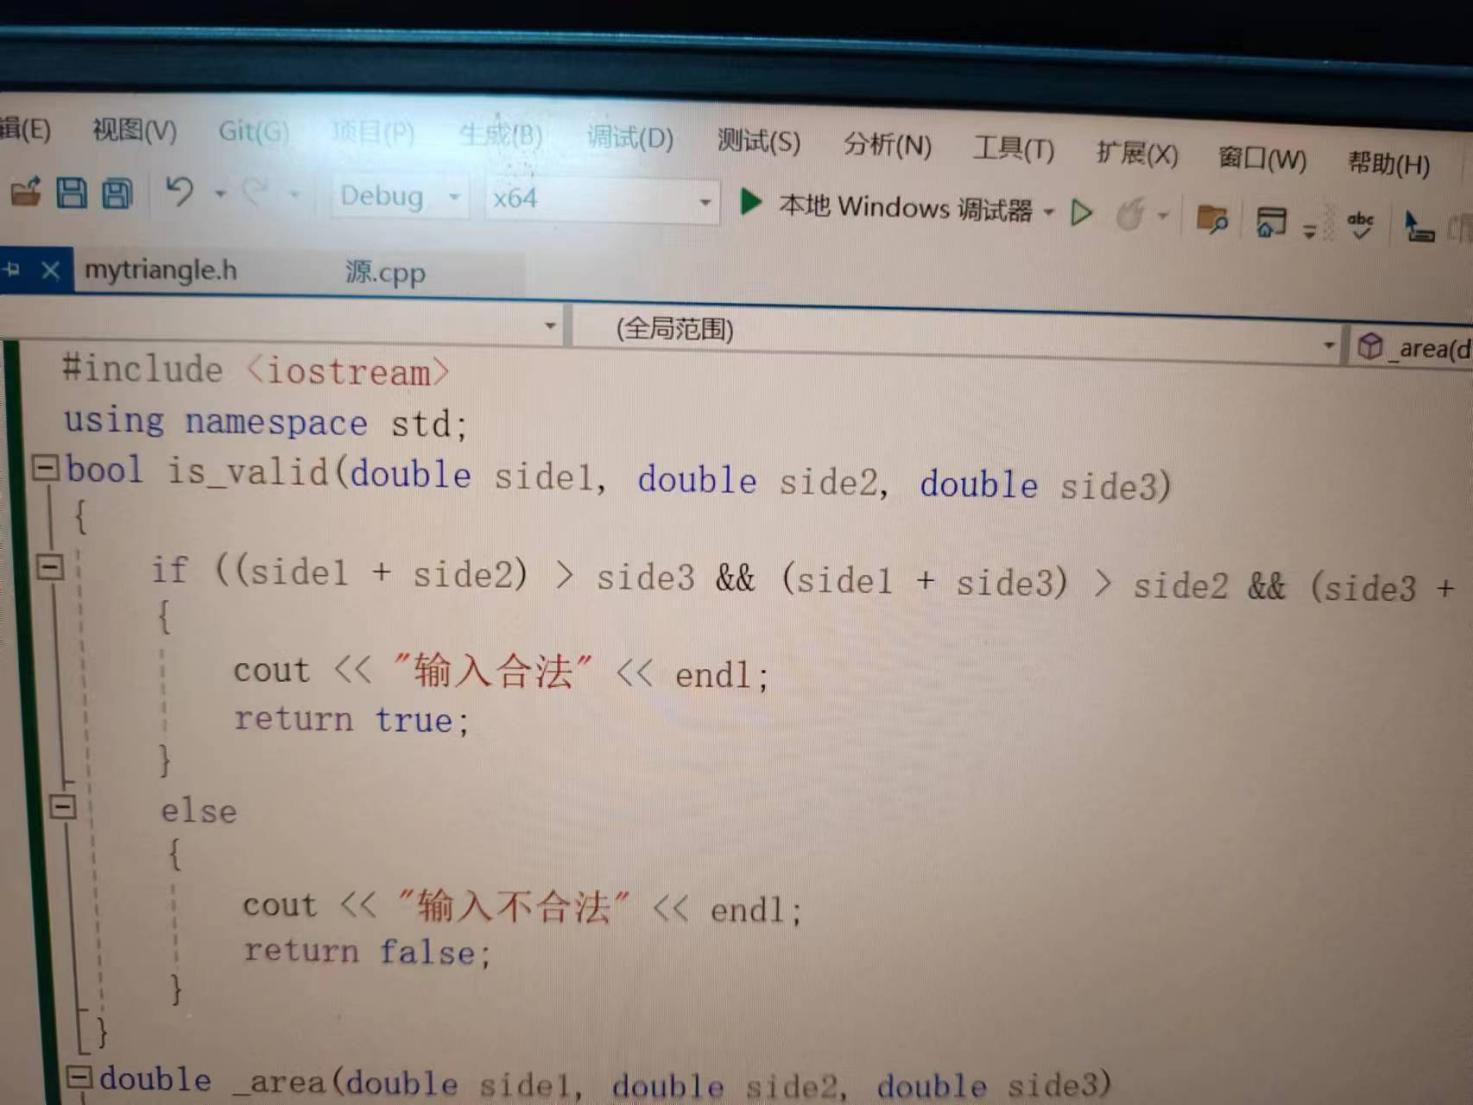 辑(E) 视图(V) Git(G) 项目(P) 生成(B) 调试(D) 测试(S) 分析(N) 工具(T) 扩展(X) 窗口(W) 帮助(H)
Debug x64 本地 Windows 调试器 abc
mytriangle.h 源.cpp
(全局范围) _area(d
#include <iostream>
using namespace std;
bool is_valid(double side1, double side2, double side3)
{
if ((side1 + side2) > side3 && (side1 + side3) > side2 && (side3 +
{
cout << "输入合法" << endl;
return true;
}
else
{
cout << "输入不合法" << endl;
return false;
}
}
double _area(double side1, double side2, double side3)